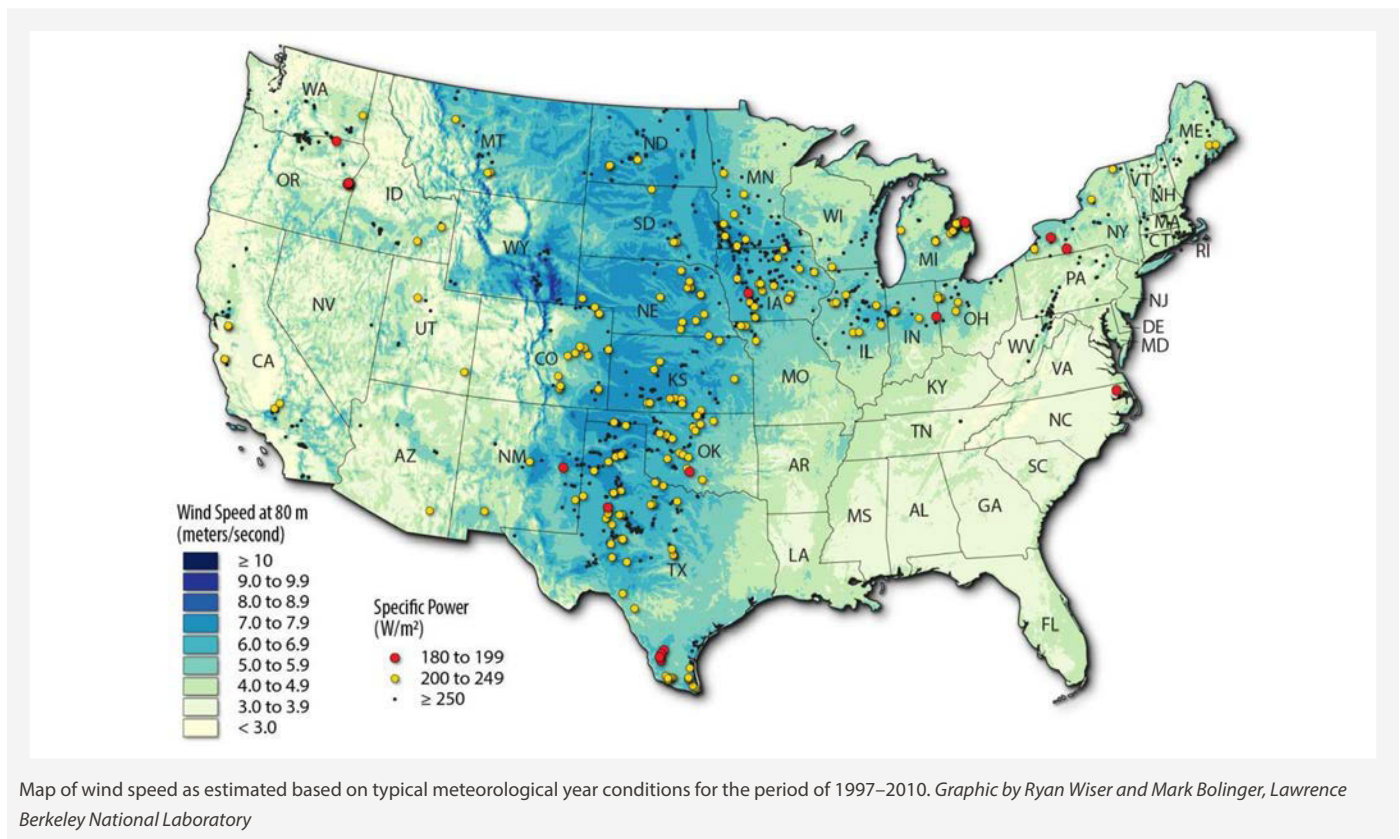 WA
MT
ND
ME
OR
ID
MN
VT
NH
SD
WI
NY
MA
CT
RI
WY
MI
PA
NV
NE
IA
NJ
UT
OH
DE
CA
CO
IL
IN
WV
MD
VA
KS
MO
KY
NC
AZ
NM
OK
TN
AR
SC
MS
AL
GA
LA
TX
FL
Wind Speed at 80 m
(meters/second)
≥ 10
9.0 to 9.9
8.0 to 8.9
7.0 to 7.9
6.0 to 6.9
5.0 to 5.9
4.0 to 4.9
3.0 to 3.9
< 3.0
Specific Power
(W/m²)
180 to 199
200 to 249
≥ 250
Map of wind speed as estimated based on typical meteorological year conditions for the period of 1997–2010. Graphic by Ryan Wiser and Mark Bolinger, Lawrence
Berkeley National Laboratory